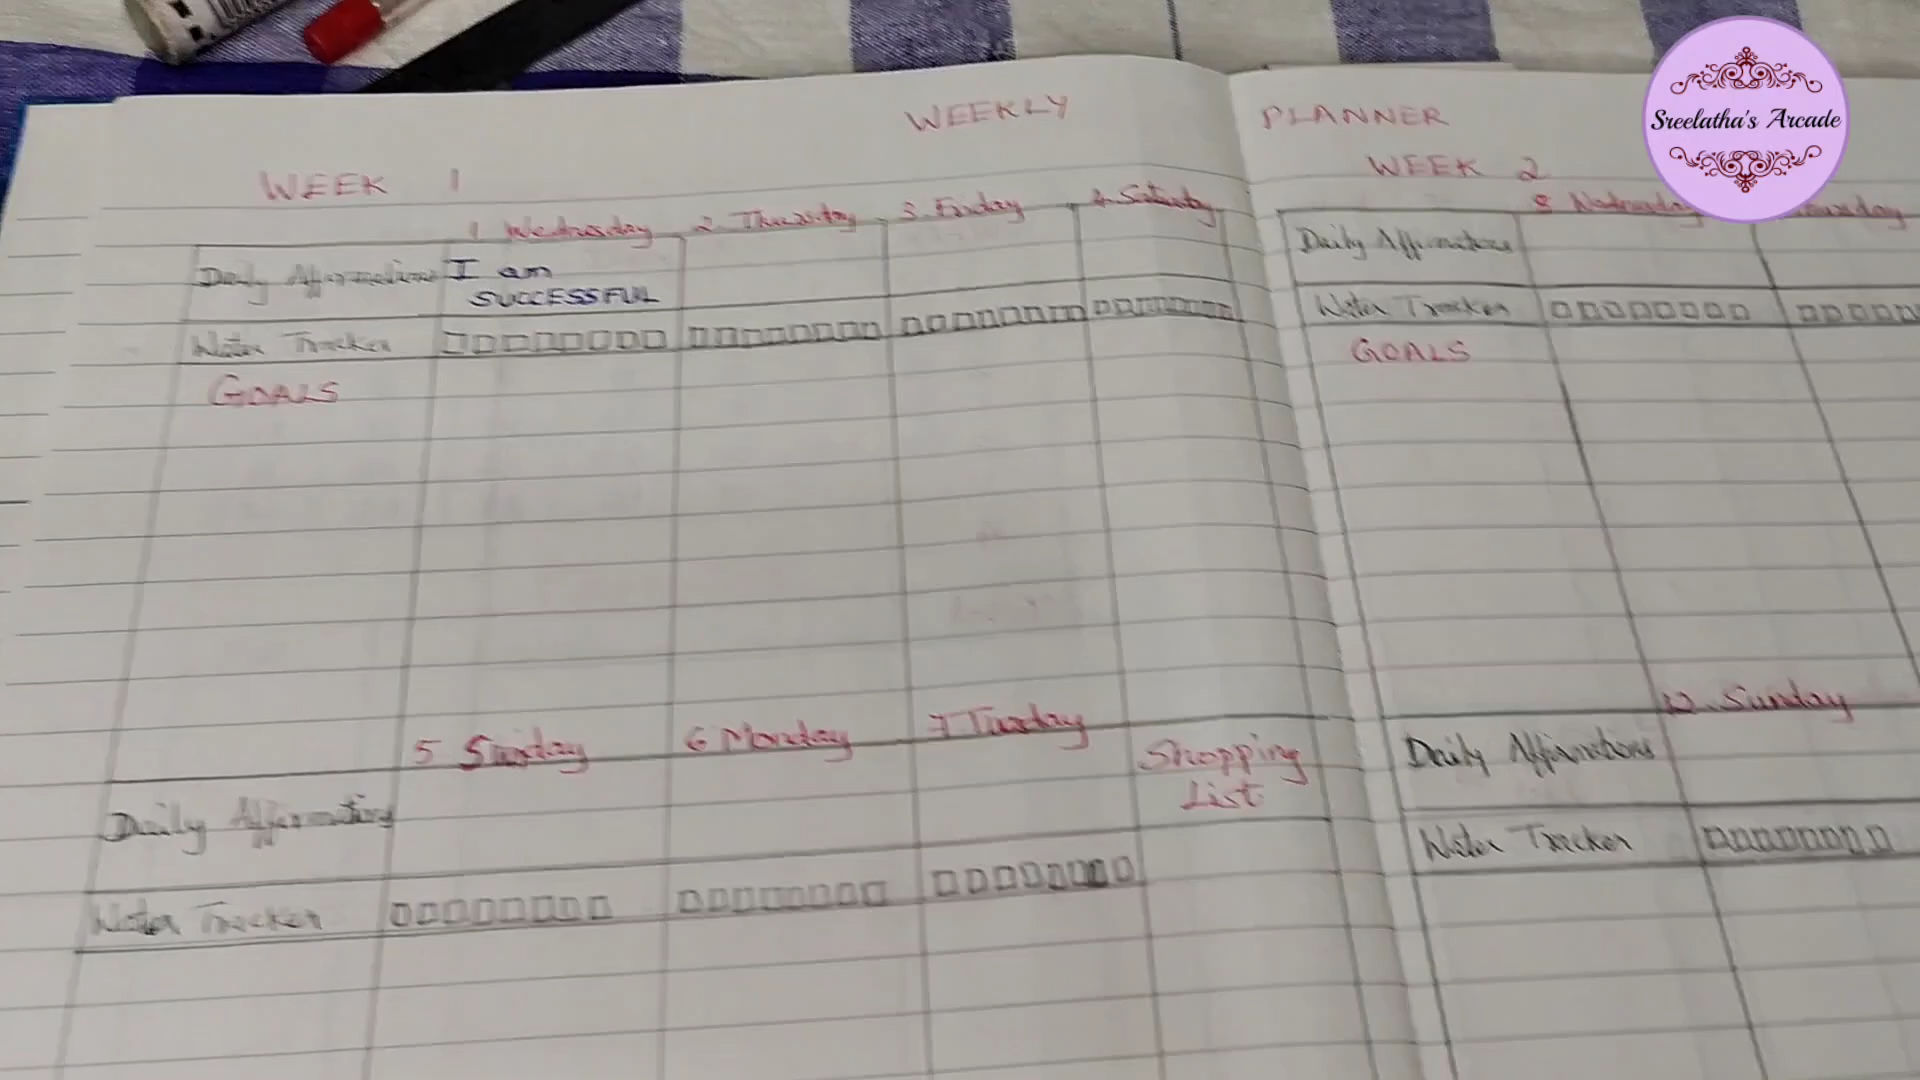 WEEKLY PLANNER
WEEK 1
1 Wednesday 2. Thursday 3. Friday 4. Saturday
Daily Affirmations I am
SUCCESSFUL
Water Tracker
GOALS
5 Sunday 6 Monday 7 Tuesday
Shopping
List
Daily Affirmations
Water Tracker
WEEK 2
8 Wednesday
Daily Affirmations
Water Tracker
GOALS
12. Sunday
Daily Affirmations
Water Tracker
Sreelatha's Arcade